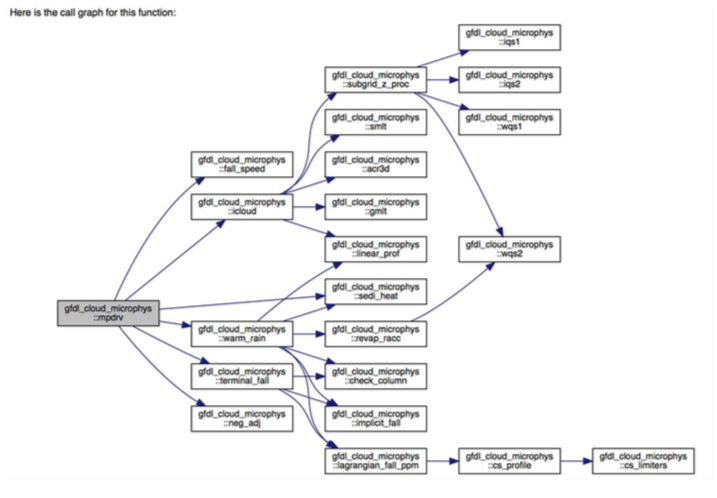 Here is the call graph for this function:
gfdl_cloud_microphys
::iqs1
gfdl_cloud_microphys
::subgrid_z_proc
gfdl_cloud_microphys
::iqs2
gfdl_cloud_microphys
::smlt
gfdl_cloud_microphys
::wqs1
gfdl_cloud_microphys
::fall_speed
gfdl_cloud_microphys
::acr3d
gfdl_cloud_microphys
::icloud
gfdl_cloud_microphys
::gmlt
gfdl_cloud_microphys
::linear_prof
gfdl_cloud_microphys
::wqs2
gfdl_cloud_microphys
::sedi_heat
gfdl_cloud_microphys
::mpdrv
gfdl_cloud_microphys
::warm_rain
gfdl_cloud_microphys
::revap_racc
gfdl_cloud_microphys
::terminal_fall
gfdl_cloud_microphys
::check_column
gfdl_cloud_microphys
::neg_adj
gfdl_cloud_microphys
::implicit_fall
gfdl_cloud_microphys
::lagrangian_fall_ppm
gfdl_cloud_microphys
::cs_profile
gfdl_cloud_microphys
::cs_limiters